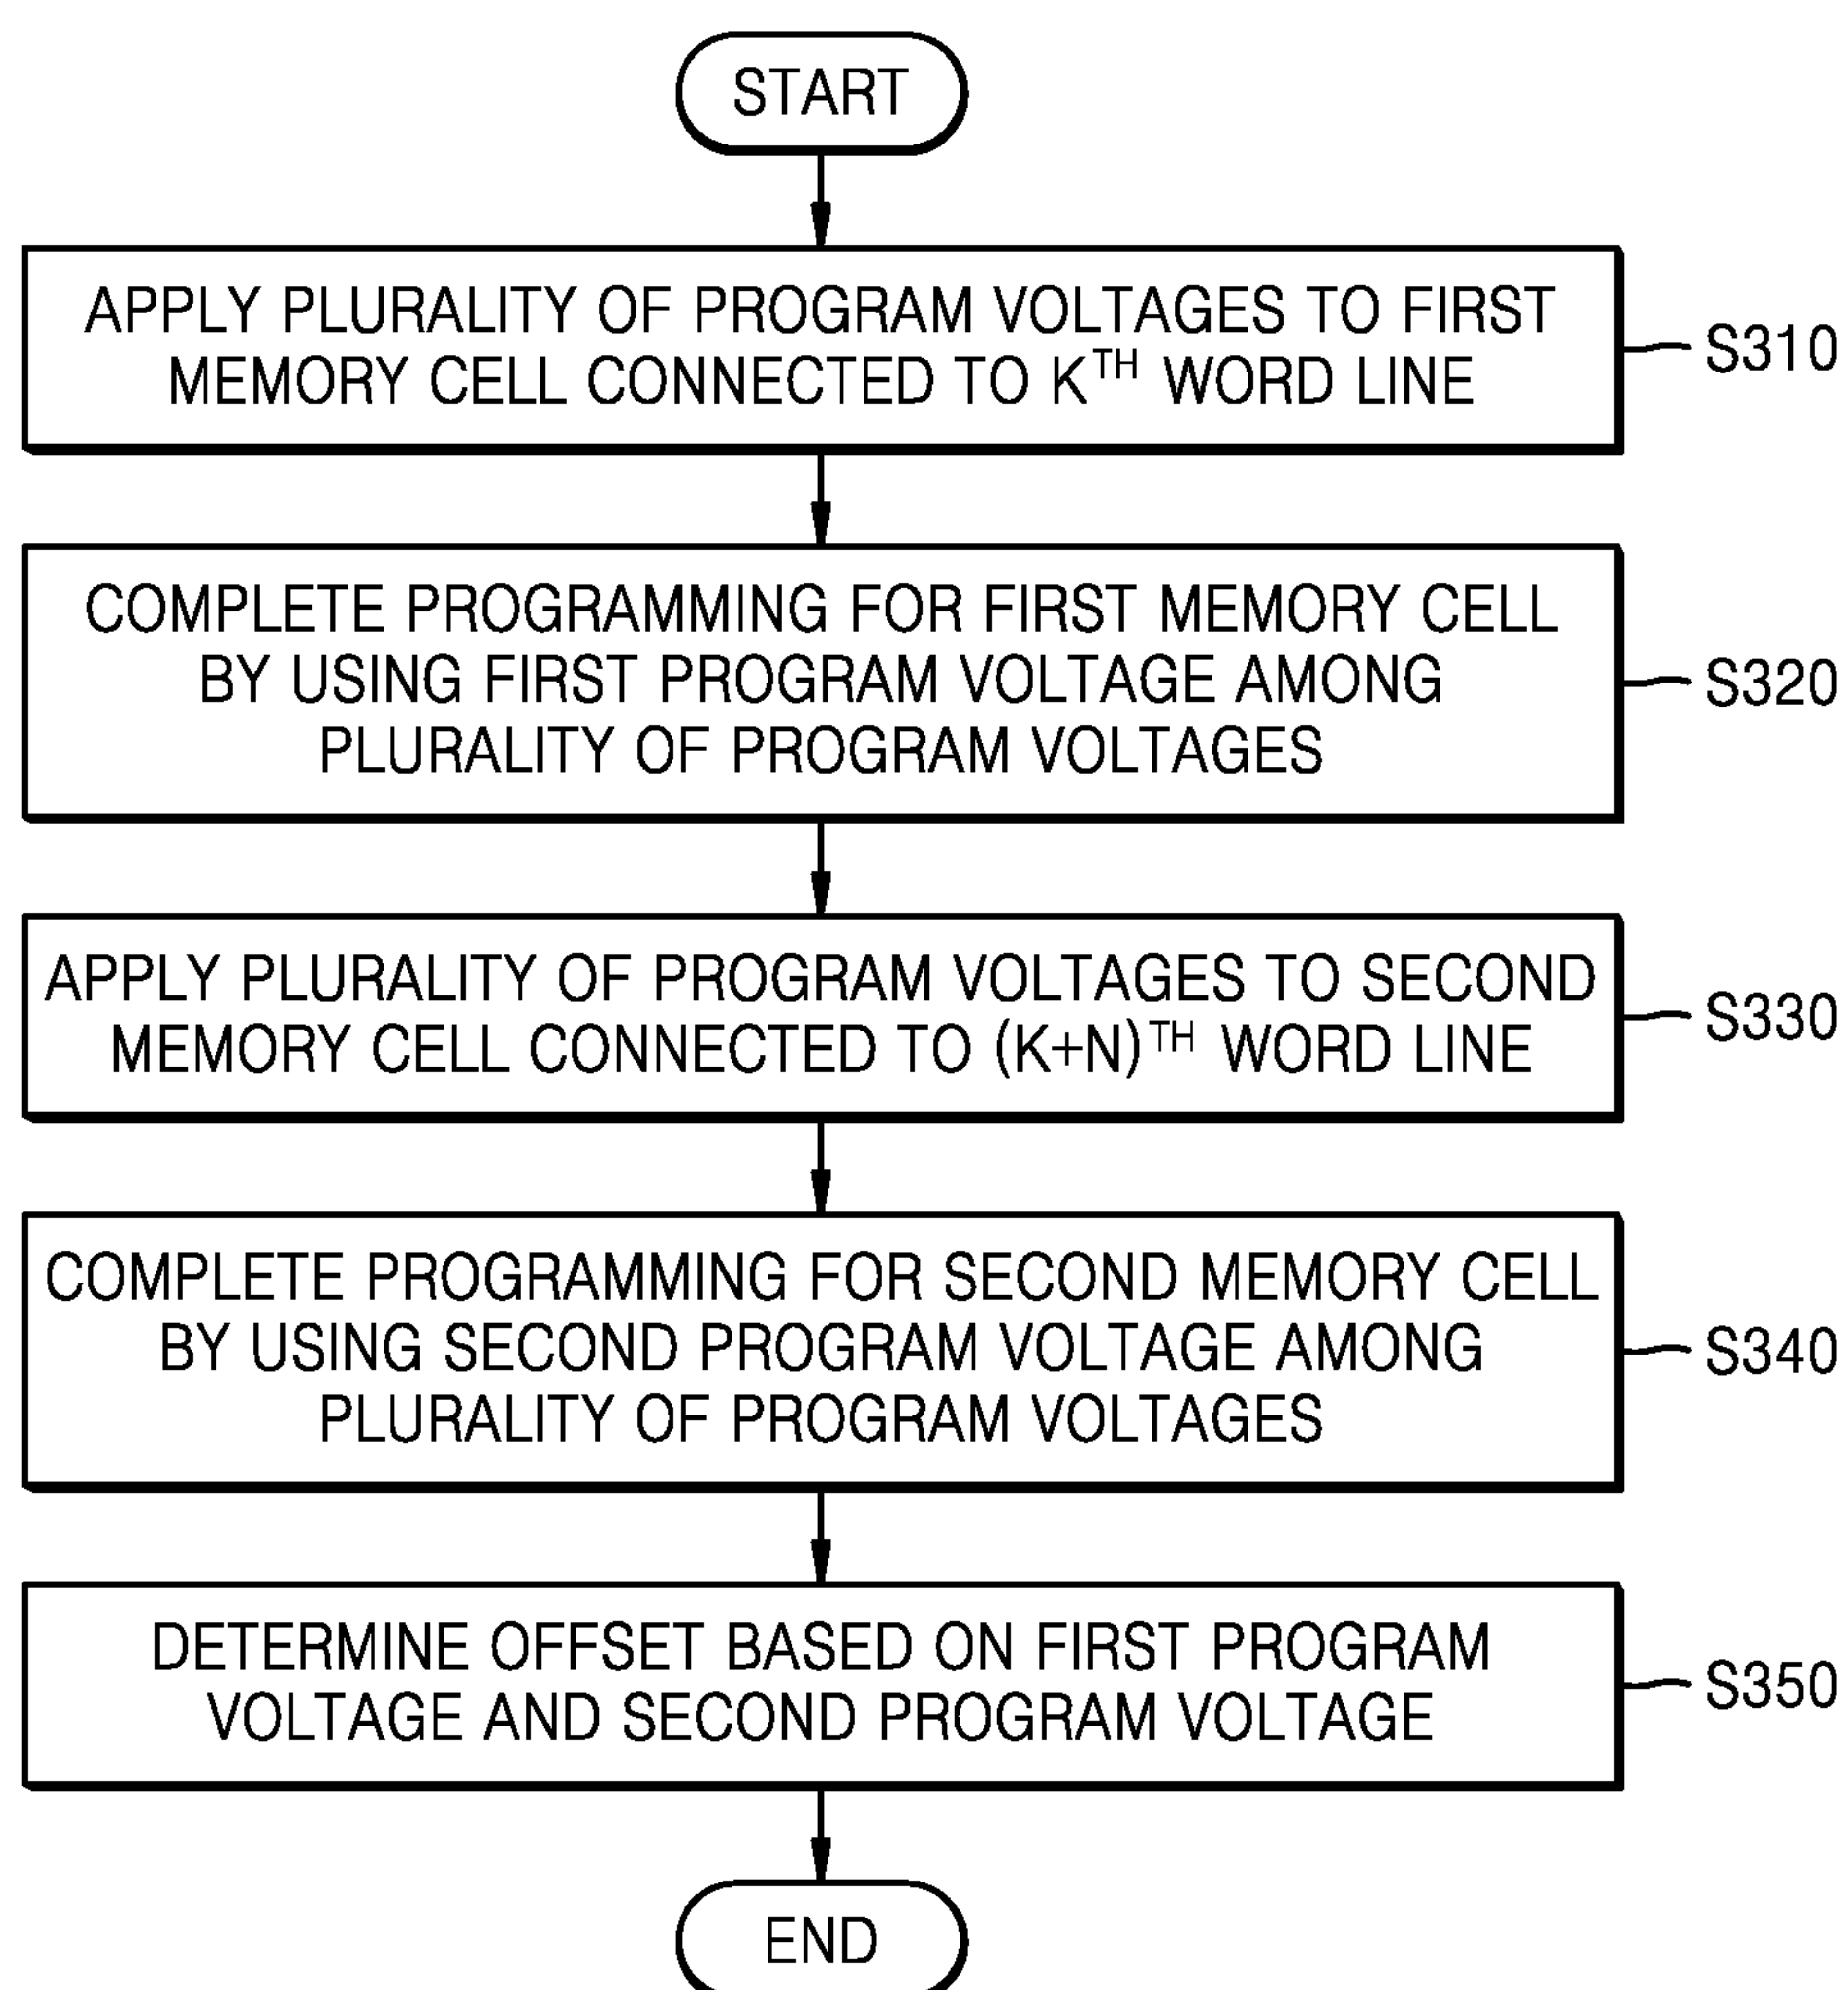 START
APPLY PLURALITY OF PROGRAM VOLTAGES TO FIRST
MEMORY CELL CONNECTED TO Kᵀᴴ WORD LINE
S310
COMPLETE PROGRAMMING FOR FIRST MEMORY CELL
BY USING FIRST PROGRAM VOLTAGE AMONG
PLURALITY OF PROGRAM VOLTAGES
S320
APPLY PLURALITY OF PROGRAM VOLTAGES TO SECOND
MEMORY CELL CONNECTED TO (K+N)ᵀᴴ WORD LINE
S330
COMPLETE PROGRAMMING FOR SECOND MEMORY CELL
BY USING SECOND PROGRAM VOLTAGE AMONG
PLURALITY OF PROGRAM VOLTAGES
S340
DETERMINE OFFSET BASED ON FIRST PROGRAM
VOLTAGE AND SECOND PROGRAM VOLTAGE
S350
END